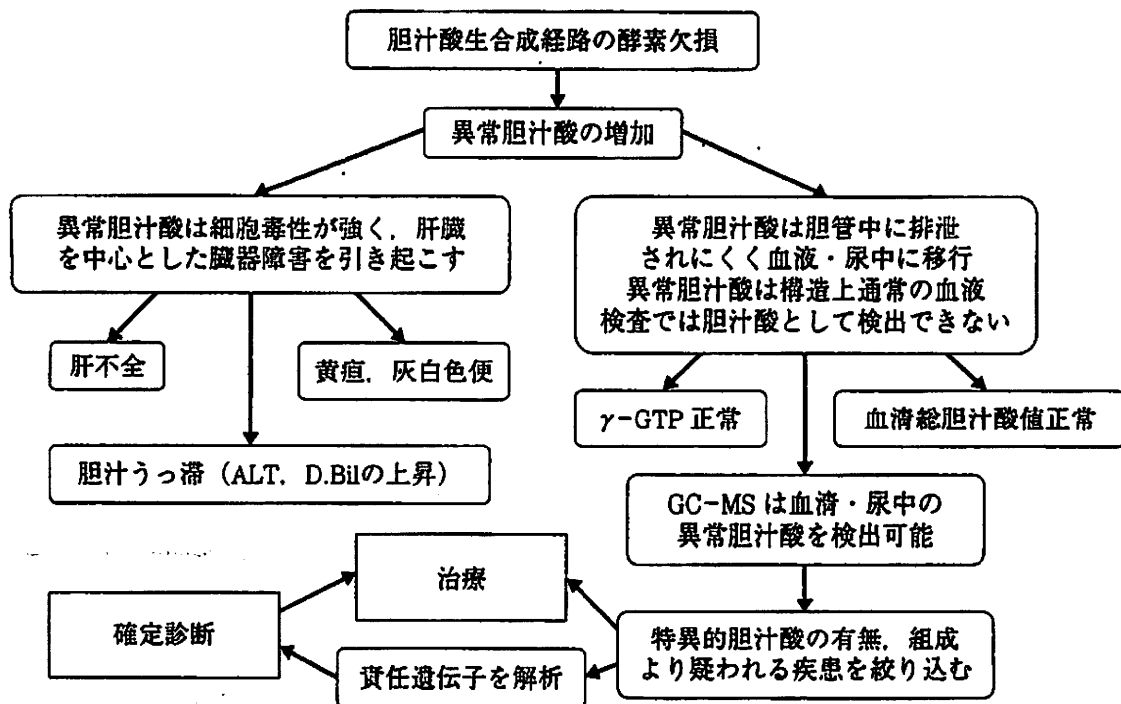 胆汁酸生合成経路の酵素欠損
異常胆汁酸の増加
異常胆汁酸は細胞毒性が強く，肝臓
を中心とした臓器障害を引き起こす
異常胆汁酸は胆管中に排泄
されにくく血液・尿中に移行
異常胆汁酸は構造上通常の血液
検査では胆汁酸として検出できない
肝不全
黄疸，灰白色便
γ-GTP 正常
血清総胆汁酸値正常
胆汁うっ滞（ALT，D.Bilの上昇）
GC-MS は血清・尿中の
異常胆汁酸を検出可能
治療
確定診断
特異的胆汁酸の有無，組成
より疑われる疾患を絞り込む
責任遺伝子を解析